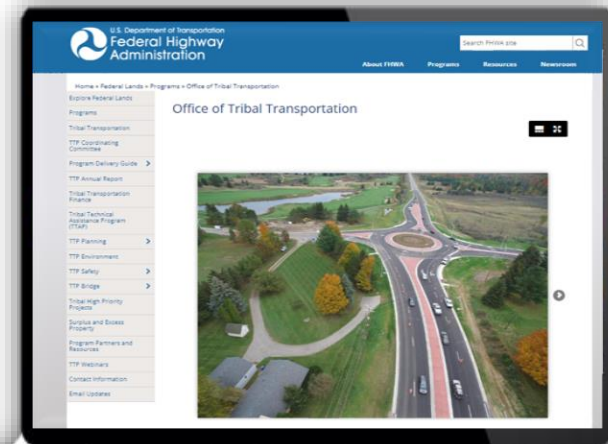 U.S. Department of Transportation
Federal Highway
Administration
Search FHWA site
About FHWA
Programs
Resources
Newsroom
Home » Federal Lands » Programs » Office of Tribal Transportation
Explore Federal Lands
Programs
Tribal Transportation
TTP Coordinating
Committee
Program Delivery Guide
TTP Annual Report
Tribal Transportation
Finance
Tribal Technical
Assistance Program
(TTAP)
TTP Planning
TTP Environment
TTP Safety
TTP Bridge
Tribal High Priority
Projects
Surplus and Excess
Property
Program Partners and
Resources
TTP Webinars
Contact Information
Email Updates
Office of Tribal Transportation